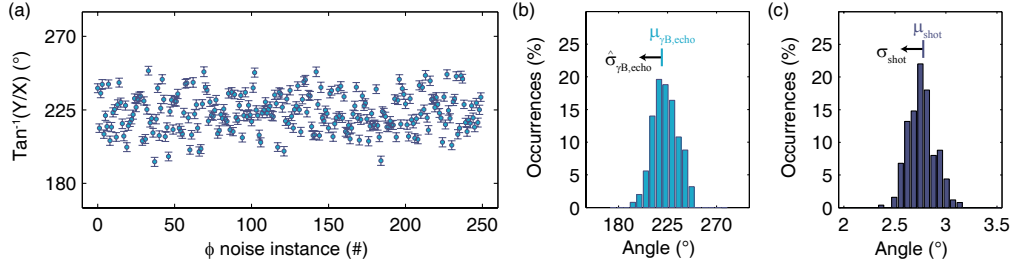 (a)
270
225
180
Tan⁻¹(Y/X) (°)
0 50 100 150 200 250
ϕ noise instance (#)
(b)
μγB,echo
σ̂γB,echo
25
20
15
10
5
0
Occurrences (%)
180 225 270
Angle (°)
(c)
μshot
σshot
25
20
15
10
5
0
Occurrences (%)
2 2.5 3 3.5
Angle (°)